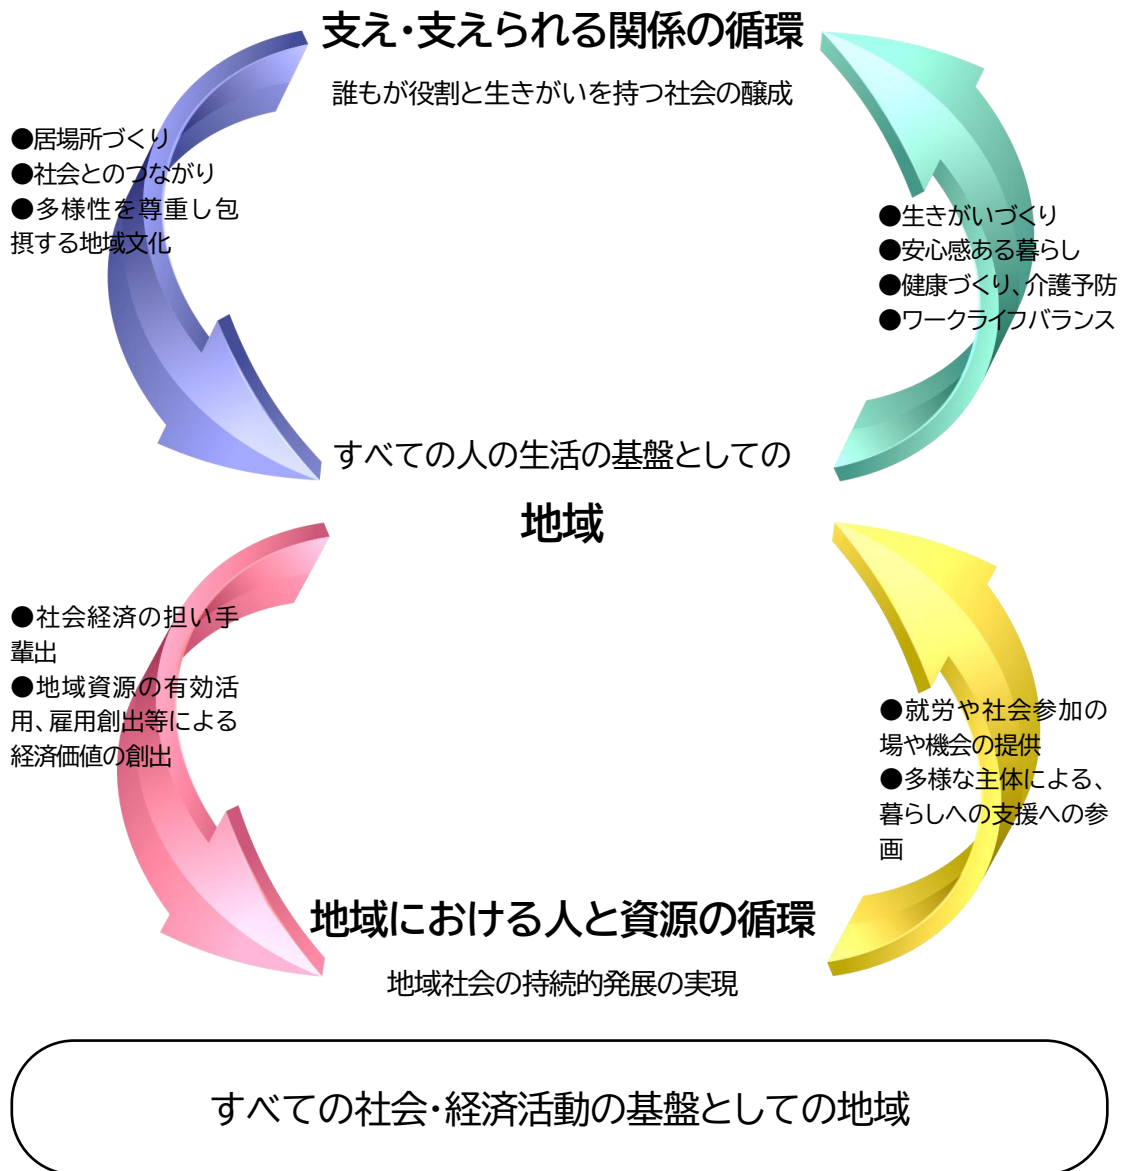 支え・支えられる関係の循環
誰もが役割と生きがいを持つ社会の醸成
●居場所づくり
●社会とのつながり
●多様性を尊重し包
摂する地域文化
●生きがいづくり
●安心感ある暮らし
●健康づくり、介護予防
●ワークライフバランス
すべての人の生活の基盤としての
地域
●社会経済の担い手
輩出
●地域資源の有効活
用、雇用創出等による
経済価値の創出
●就労や社会参加の
場や機会の提供
●多様な主体による、
暮らしへの支援への参
画
地域における人と資源の循環
地域社会の持続的発展の実現
すべての社会・経済活動の基盤としての地域